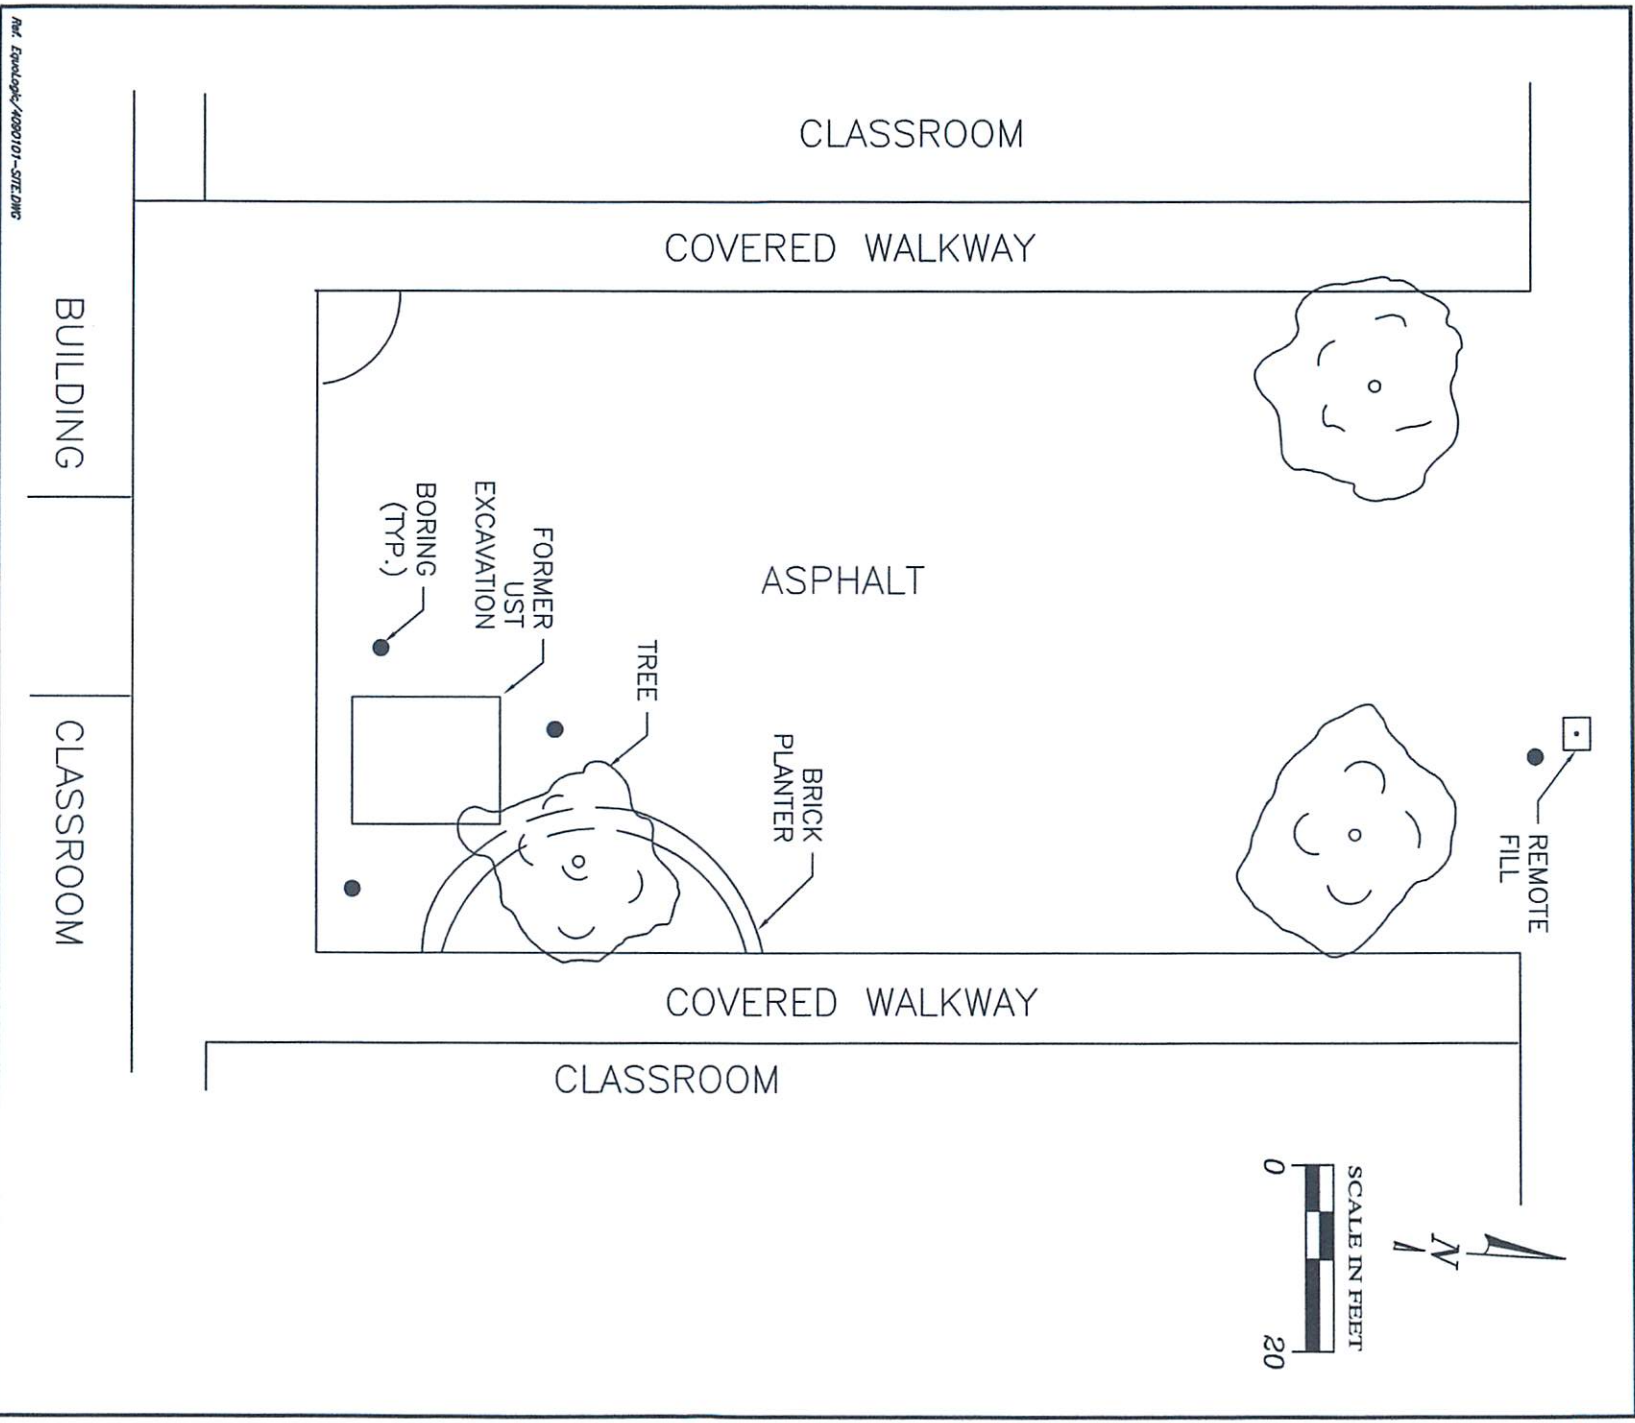 CLASSROOM
COVERED WALKWAY
BUILDING
BORING
(TYP.)
FORMER
UST
EXCAVATION
ASPHALT
TREE
BRICK
PLANTER
REMOTE
FILL
CLASSROOM
COVERED WALKWAY
CLASSROOM
SCALE IN FEET
0
20
N
Ref. EquoLogic/4090101-SITE.DWG